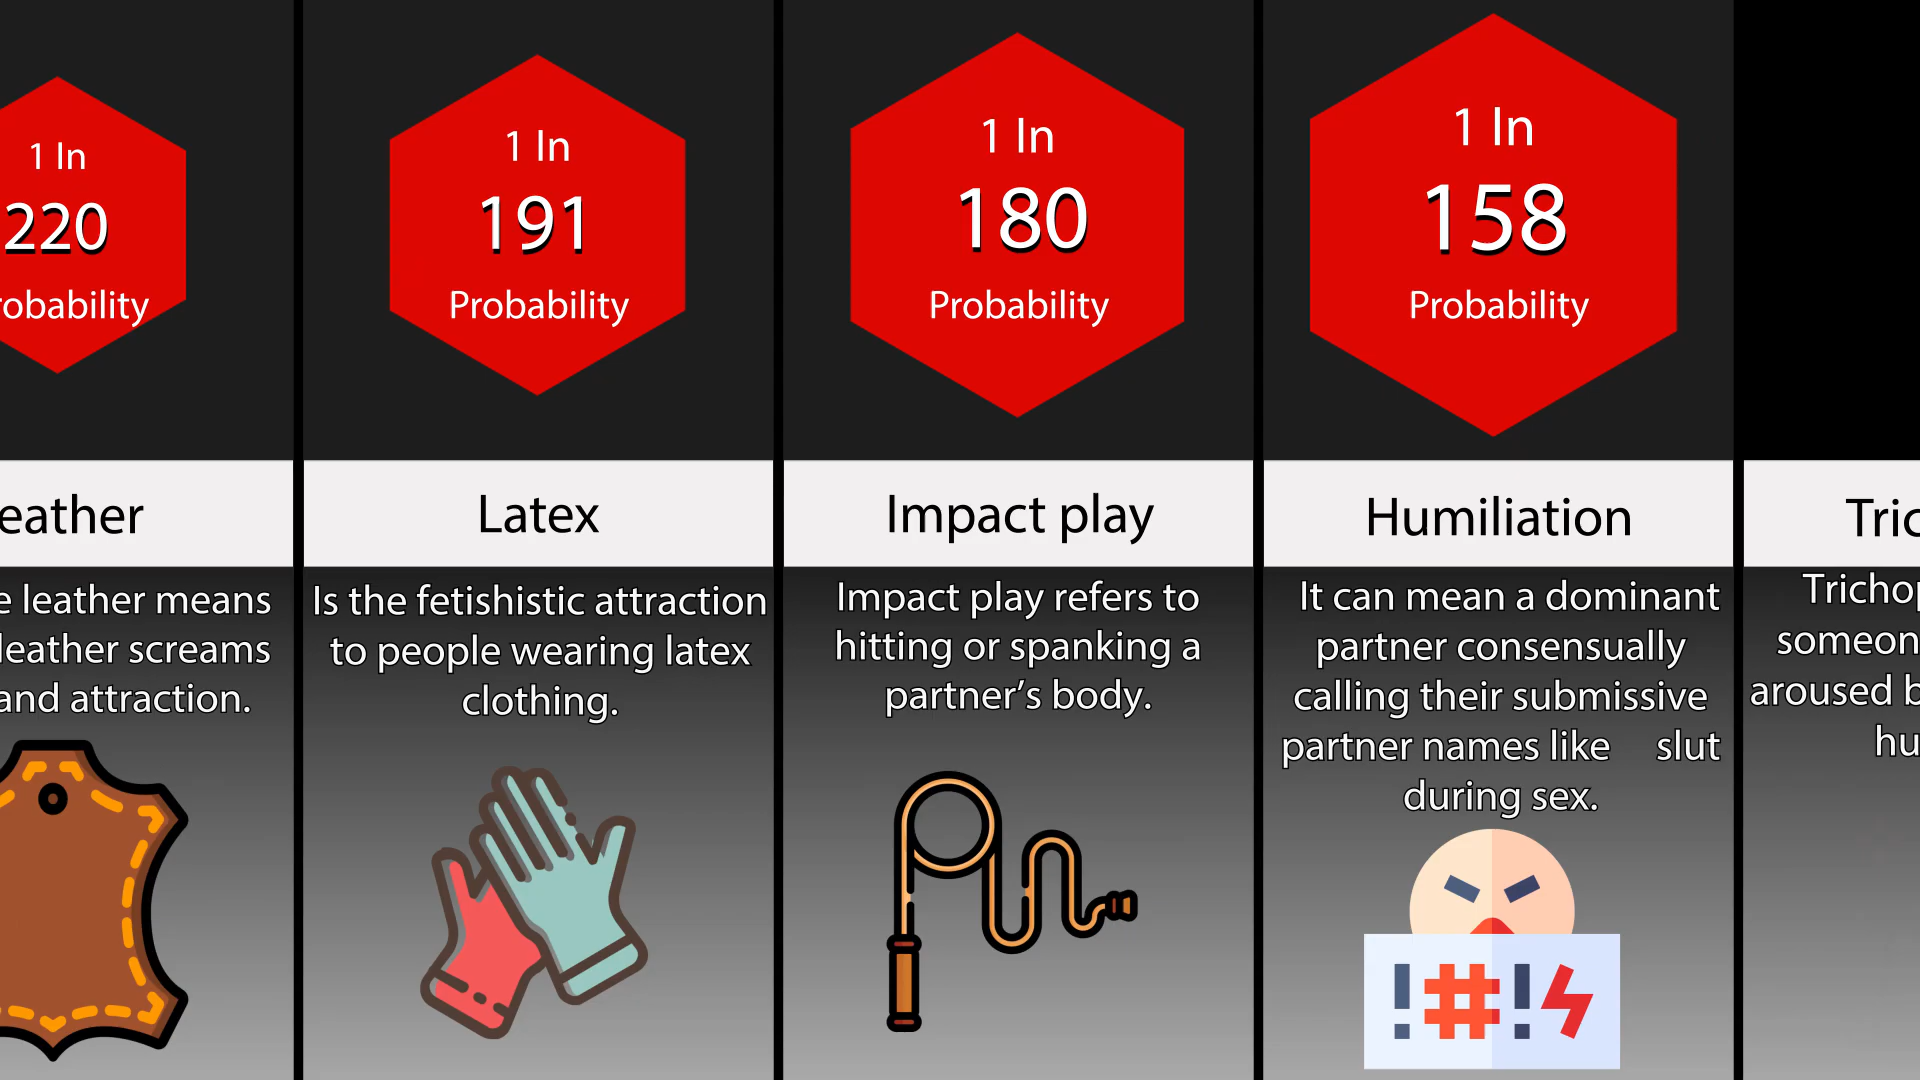 1 In
220
robability
eather
e leather means
leather screams
and attraction.
1 In
191
Probability
Latex
Is the fetishistic attraction
to people wearing latex
clothing.
1 In
180
Probability
Impact play
Impact play refers to
hitting or spanking a
partner’s body.
1 In
158
Probability
Humiliation
It can mean a dominant
partner consensually
calling their submissive
partner names like slut
during sex.
!#!
Tric
Trichop
someon
aroused b
hu